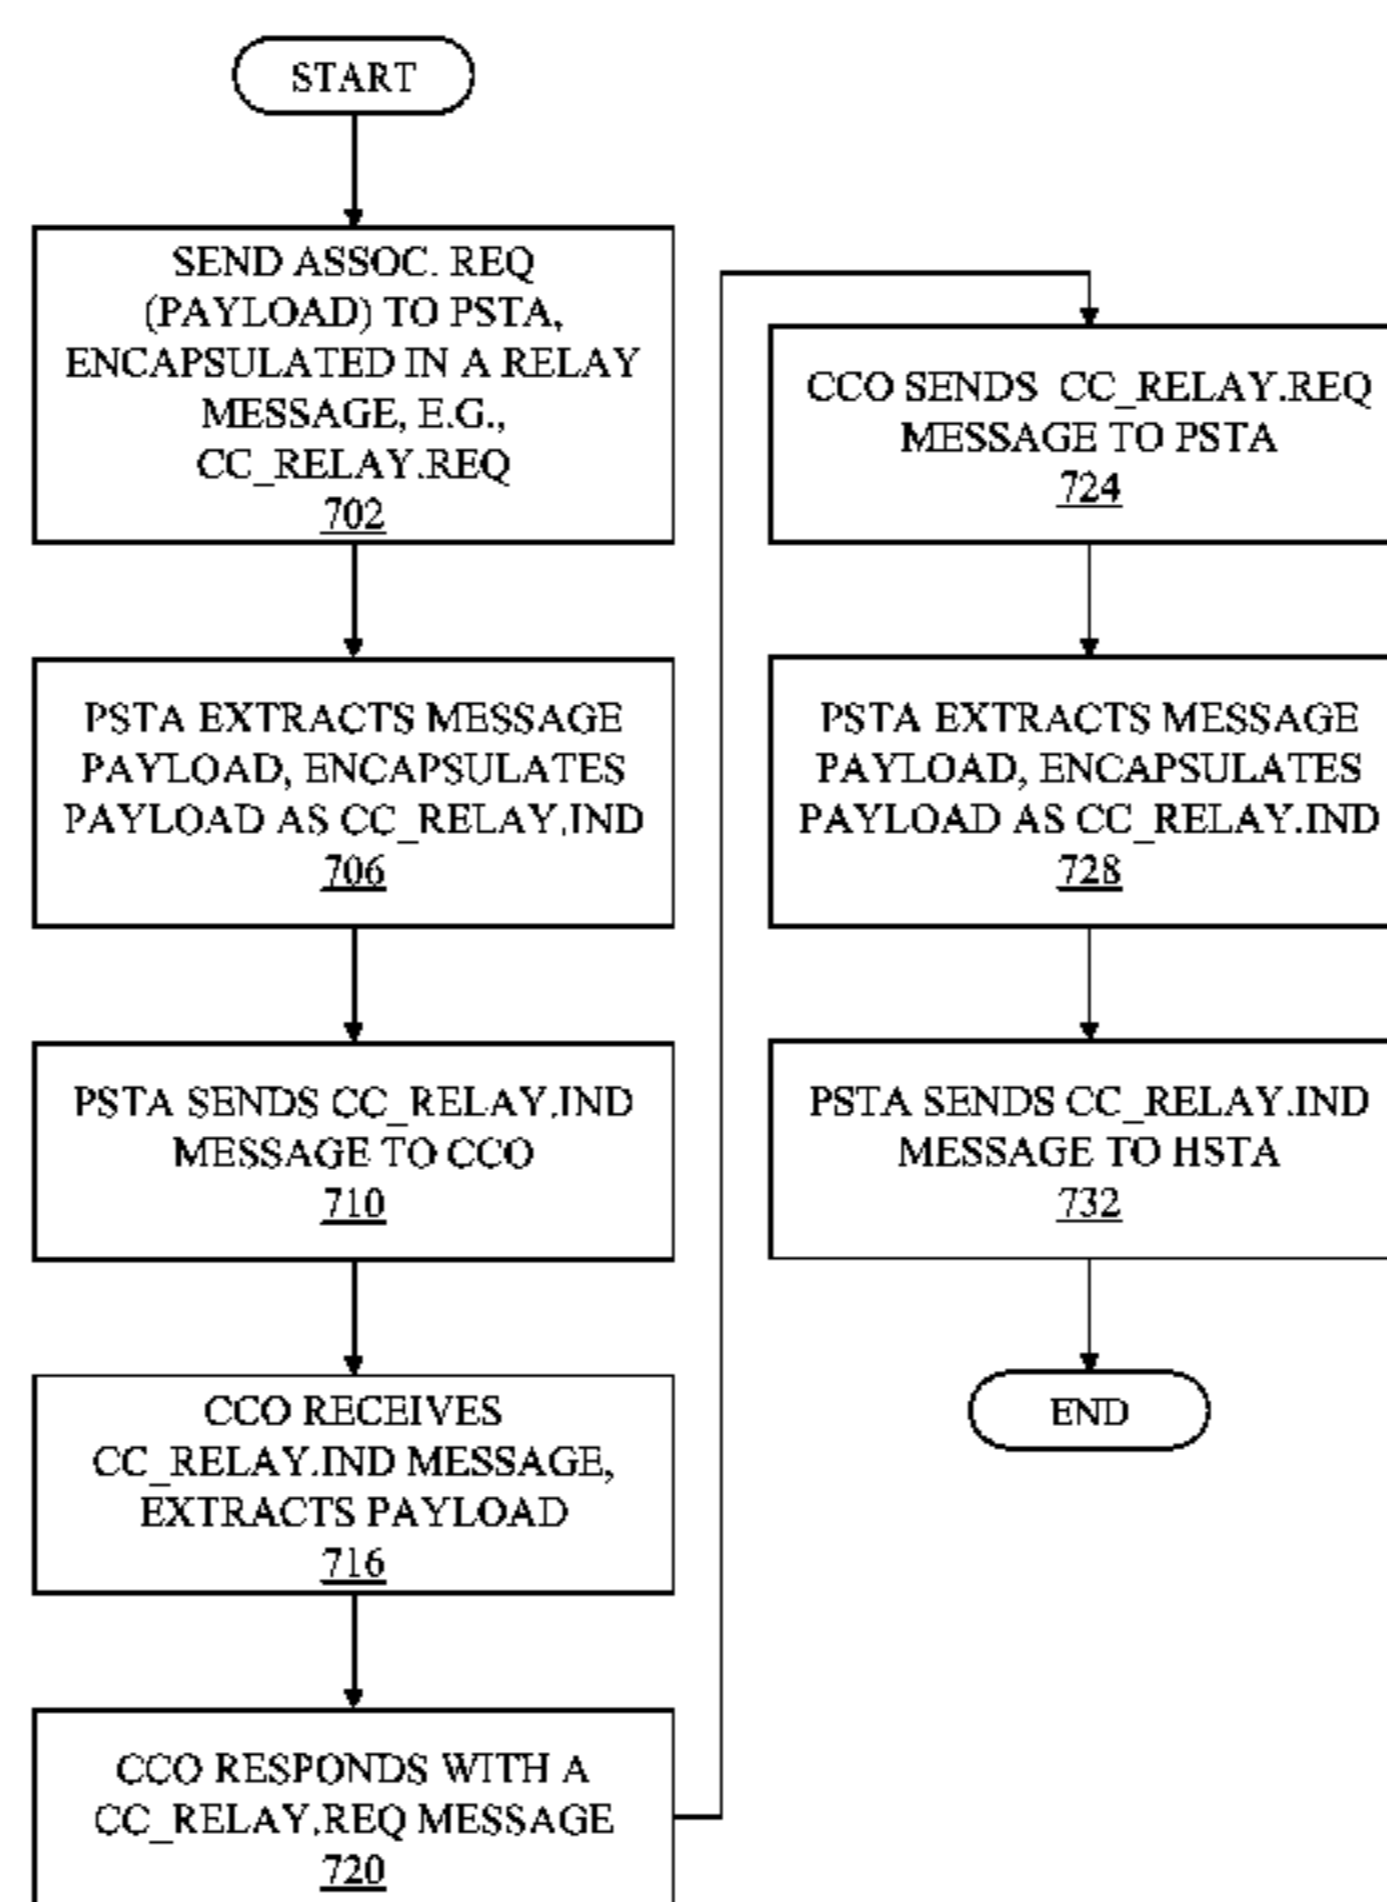 START
SEND ASSOC. REQ
(PAYLOAD) TO PSTA,
ENCAPSULATED IN A RELAY
MESSAGE, E.G.,
CC_RELAY.REQ
702
PSTA EXTRACTS MESSAGE
PAYLOAD, ENCAPSULATES
PAYLOAD AS CC_RELAY.IND
706
PSTA SENDS CC_RELAY.IND
MESSAGE TO CCO
710
CCO RECEIVES
CC_RELAY.IND MESSAGE,
EXTRACTS PAYLOAD
716
CCO RESPONDS WITH A
CC_RELAY.REQ MESSAGE
720
CCO SENDS CC_RELAY.REQ
MESSAGE TO PSTA
724
PSTA EXTRACTS MESSAGE
PAYLOAD, ENCAPSULATES
PAYLOAD AS CC_RELAY.IND
728
PSTA SENDS CC_RELAY.IND
MESSAGE TO HSTA
732
END